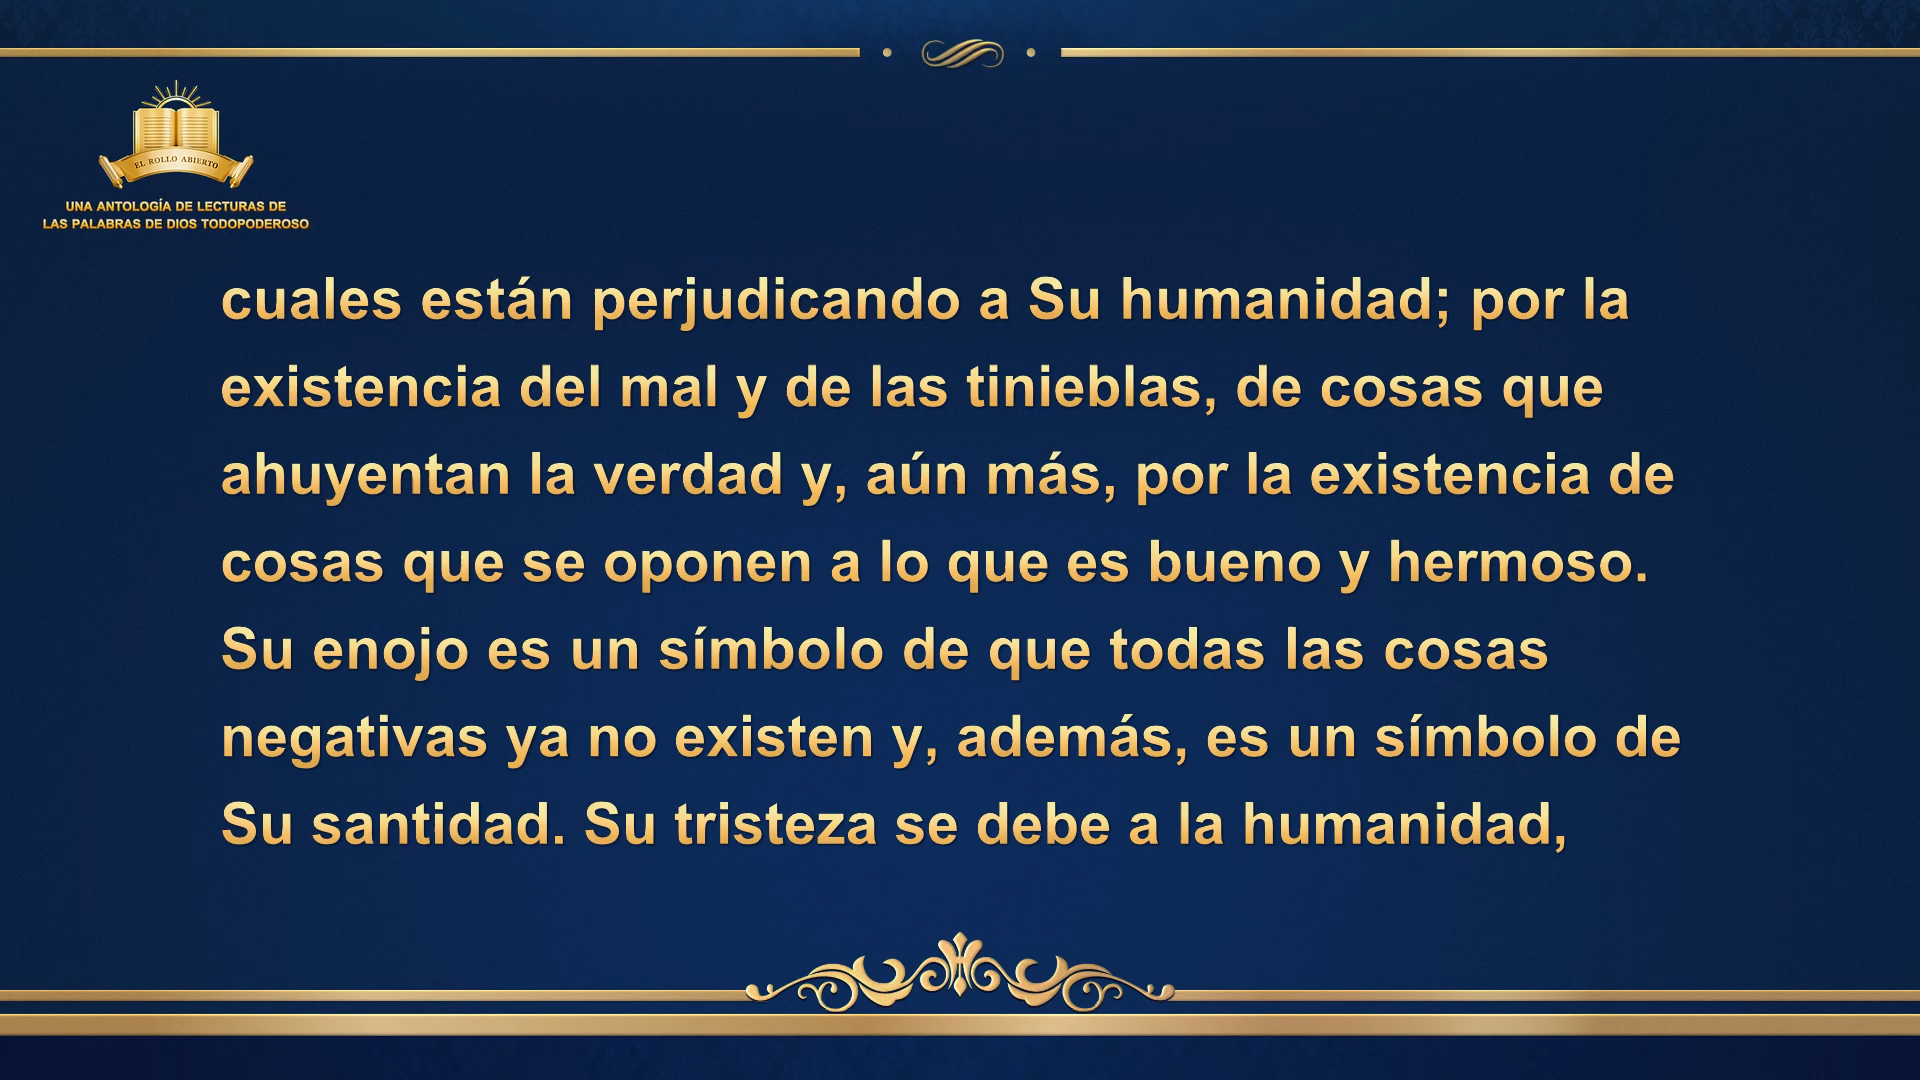 EL ROLLO ABIERTO
UNA ANTOLOGÍA DE LECTURAS DE
LAS PALABRAS DE DIOS TODOPODEROSO
cuales están perjudicando a Su humanidad; por la
existencia del mal y de las tinieblas, de cosas que
ahuyentan la verdad y, aún más, por la existencia de
cosas que se oponen a lo que es bueno y hermoso.
Su enojo es un símbolo de que todas las cosas
negativas ya no existen y, además, es un símbolo de
Su santidad. Su tristeza se debe a la humanidad,